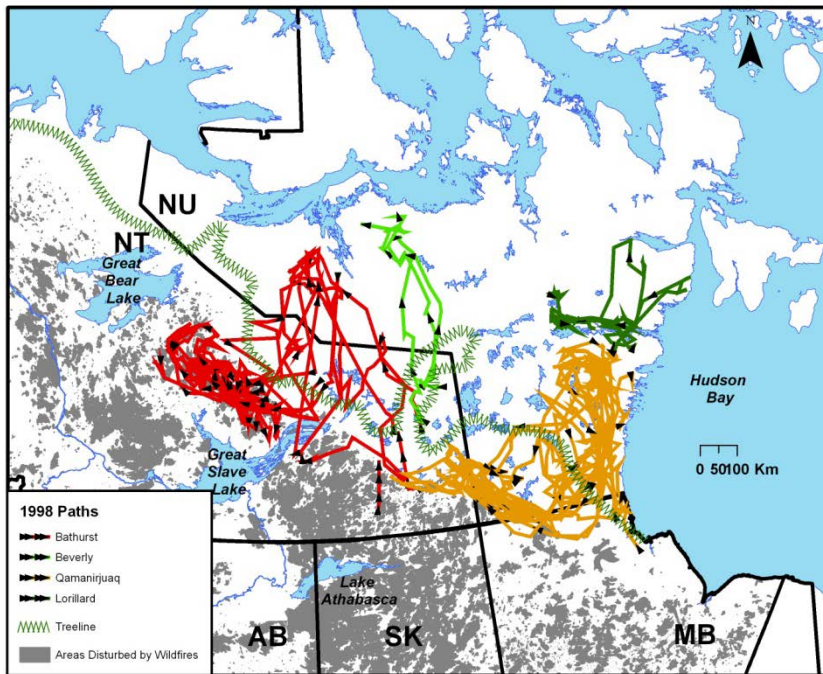 N
NU
NT
Great
Bear
Lake
Hudson
Bay
Great
Slave
Lake
0 50100 Km
1998 Paths
Bathurst
Beverly
Qamanirjuaq
Lorillard
Treeline
Areas Disturbed by Wildfires
Lake
Athabasca
AB
SK
MB